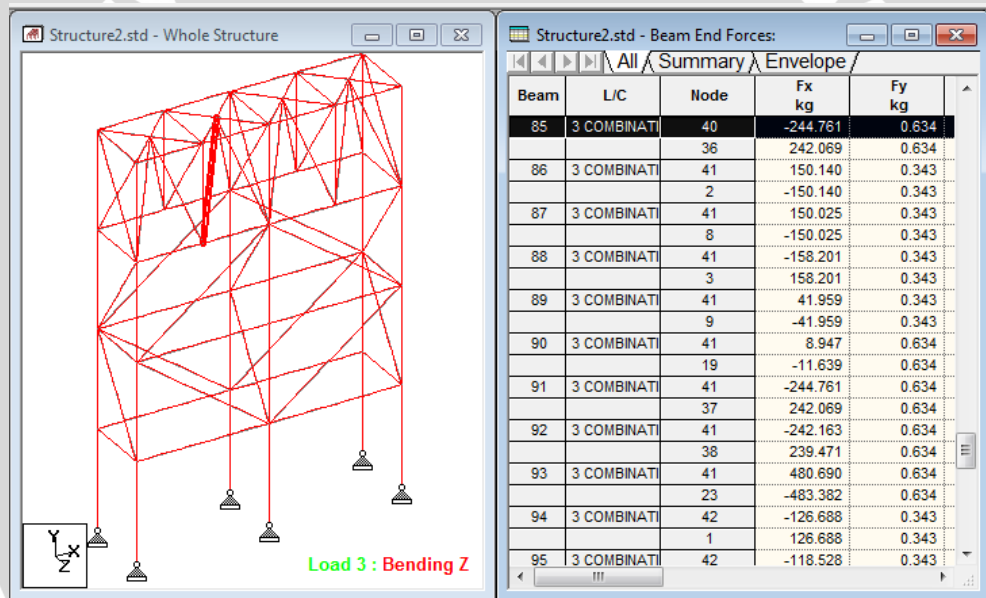 Structure2.std - Whole Structure
Y
X
Z
Load 3 : Bending Z
Structure2.std - Beam End Forces:
All Summary Envelope
Beam L/C Node Fx kg Fy kg
85 3 COMBINATI 40 -244.761 0.634
36 242.069 0.634
86 3 COMBINATI 41 150.140 0.343
2 -150.140 0.343
87 3 COMBINATI 41 150.025 0.343
8 -150.025 0.343
88 3 COMBINATI 41 -158.201 0.343
3 158.201 0.343
89 3 COMBINATI 41 41.959 0.343
9 -41.959 0.343
90 3 COMBINATI 41 8.947 0.634
19 -11.639 0.634
91 3 COMBINATI 41 -244.761 0.634
37 242.069 0.634
92 3 COMBINATI 41 -242.163 0.634
38 239.471 0.634
93 3 COMBINATI 41 480.690 0.634
23 -483.382 0.634
94 3 COMBINATI 42 -126.688 0.343
1 126.688 0.343
95 3 COMBINATI 42 -118.528 0.343